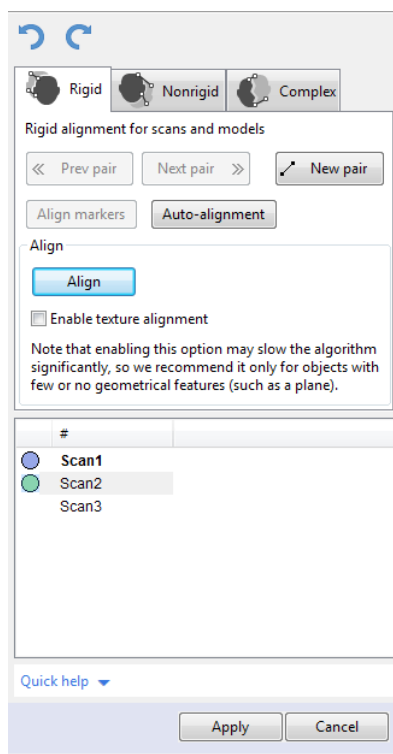 Rigid Nonrigid Complex
Rigid alignment for scans and models
Prev pair Next pair New pair
Align markers Auto-alignment
Align
Align
Enable texture alignment
Note that enabling this option may slow the algorithm
significantly, so we recommend it only for objects with
few or no geometrical features (such as a plane).
#
Scan1
Scan2
Scan3
Quick help
Apply Cancel